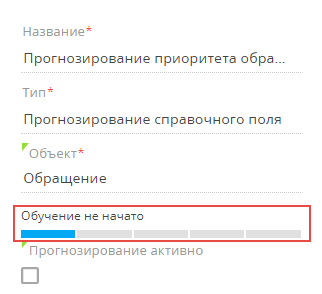 Название*
Прогнозирование приоритета обра...
Тип*
Прогнозирование справочного поля
Объект*
Обращение
Обучение не начато
Прогнозирование активно